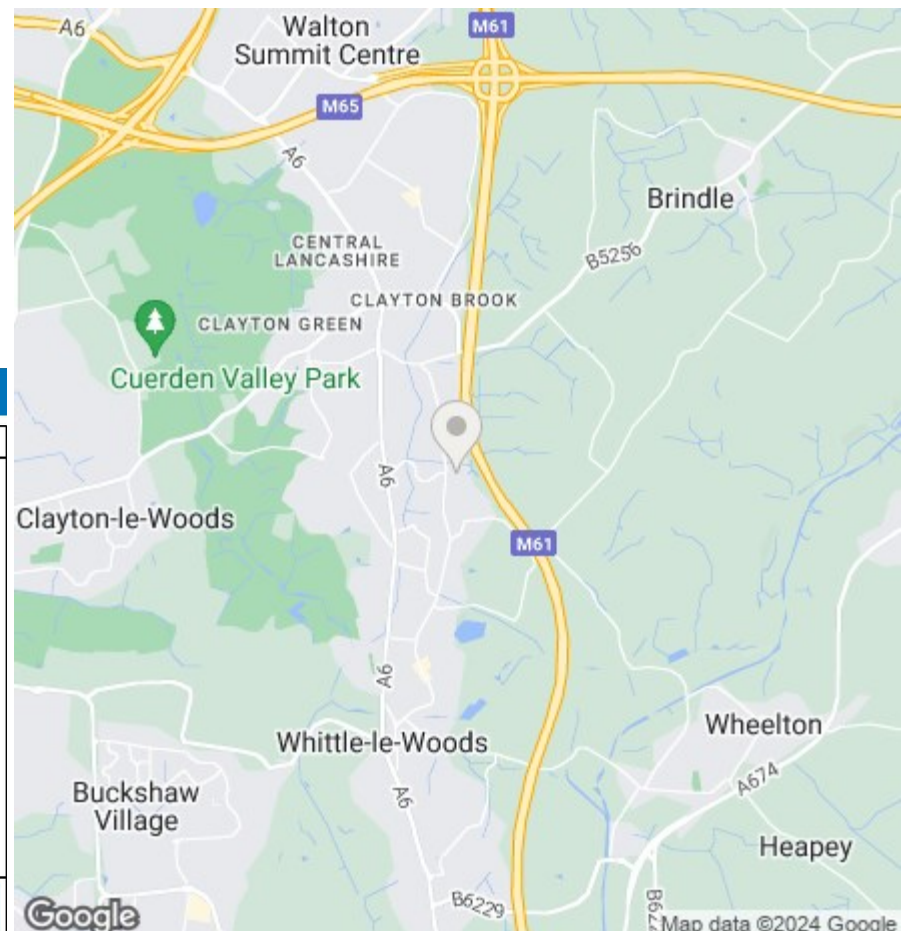 A6
Walton
Summit Centre
M61
M65
A6
Brindle
B5256
CENTRAL
LANCASHIRE
CLAYTON BROOK
CLAYTON GREEN
Cuerden Valley Park
A6
Clayton-le-Woods
M61
A6
Wheelton
Whittle-le-Woods
A674
Buckshaw
Village
A6
Heapey
B6229
Google
Map data ©2024 Google